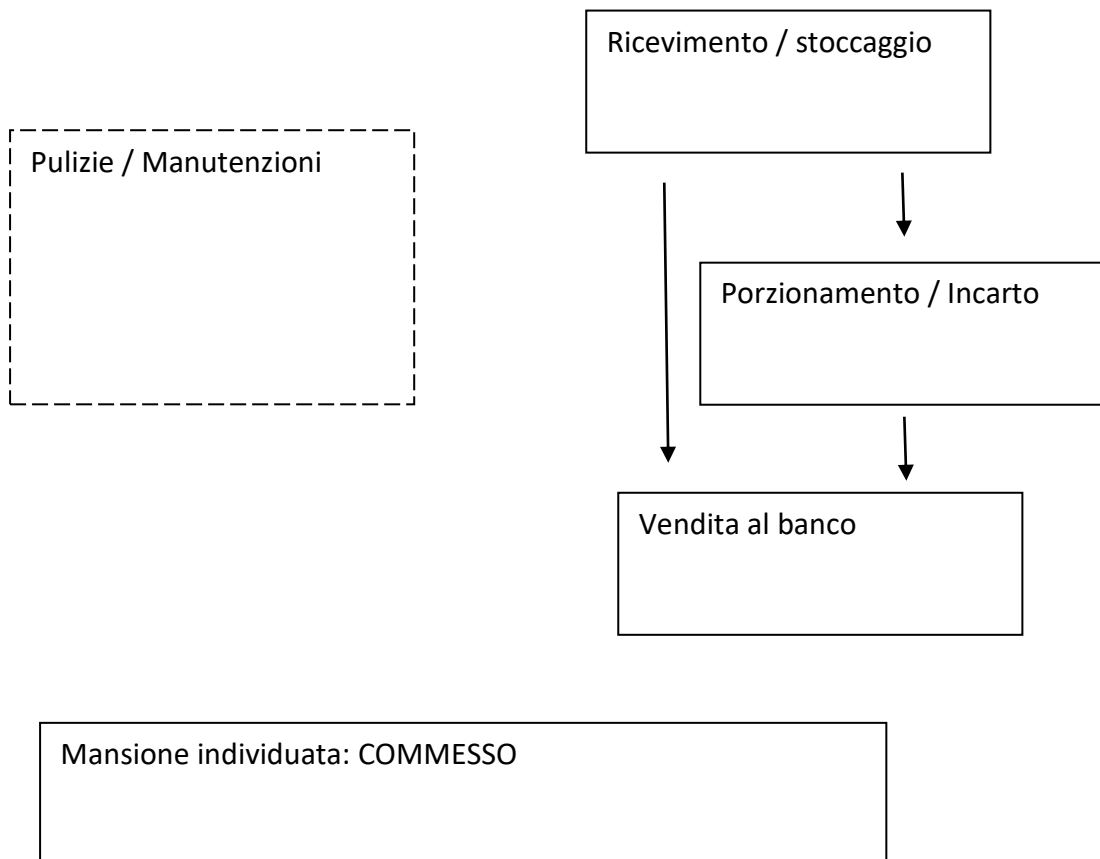 Ricevimento / stoccaggio
Pulizie / Manutenzioni
Porzionamento / Incarto
Vendita al banco
Mansione individuata: COMMESSO